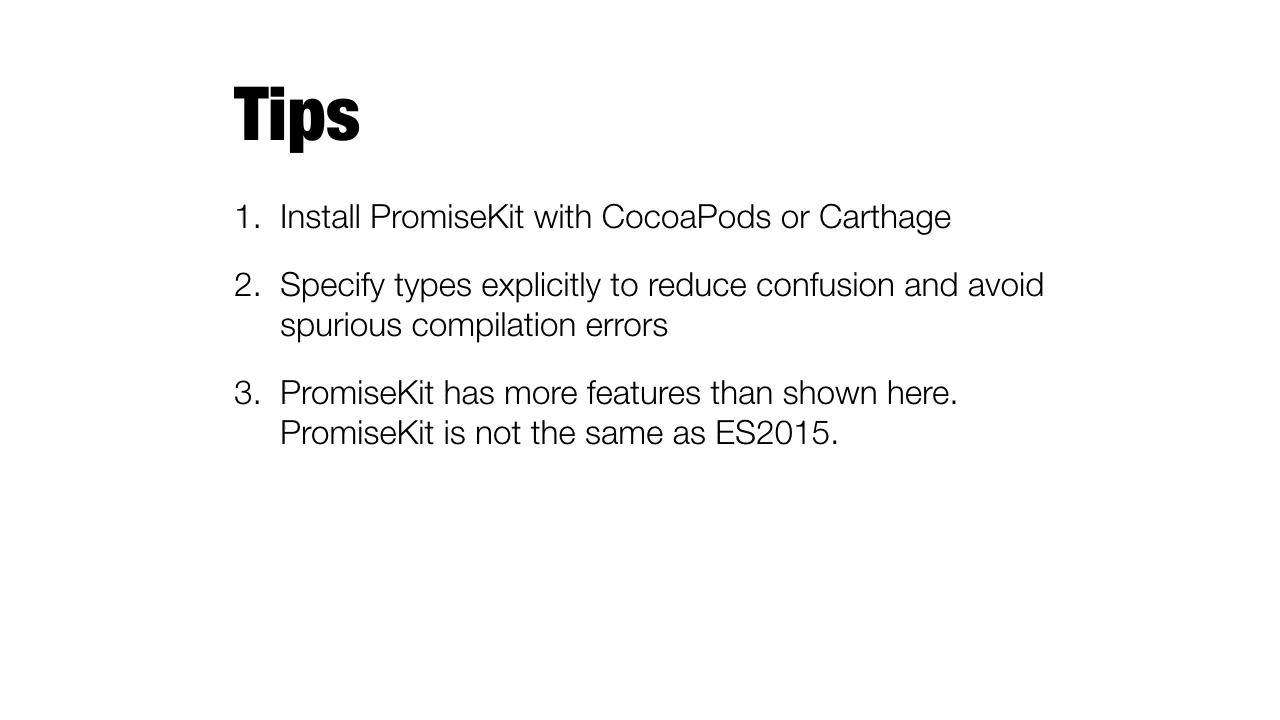 Tips
1. Install PromiseKit with CocoaPods or Carthage
2. Specify types explicitly to reduce confusion and avoid
spurious compilation errors
3. PromiseKit has more features than shown here.
PromiseKit is not the same as ES2015.